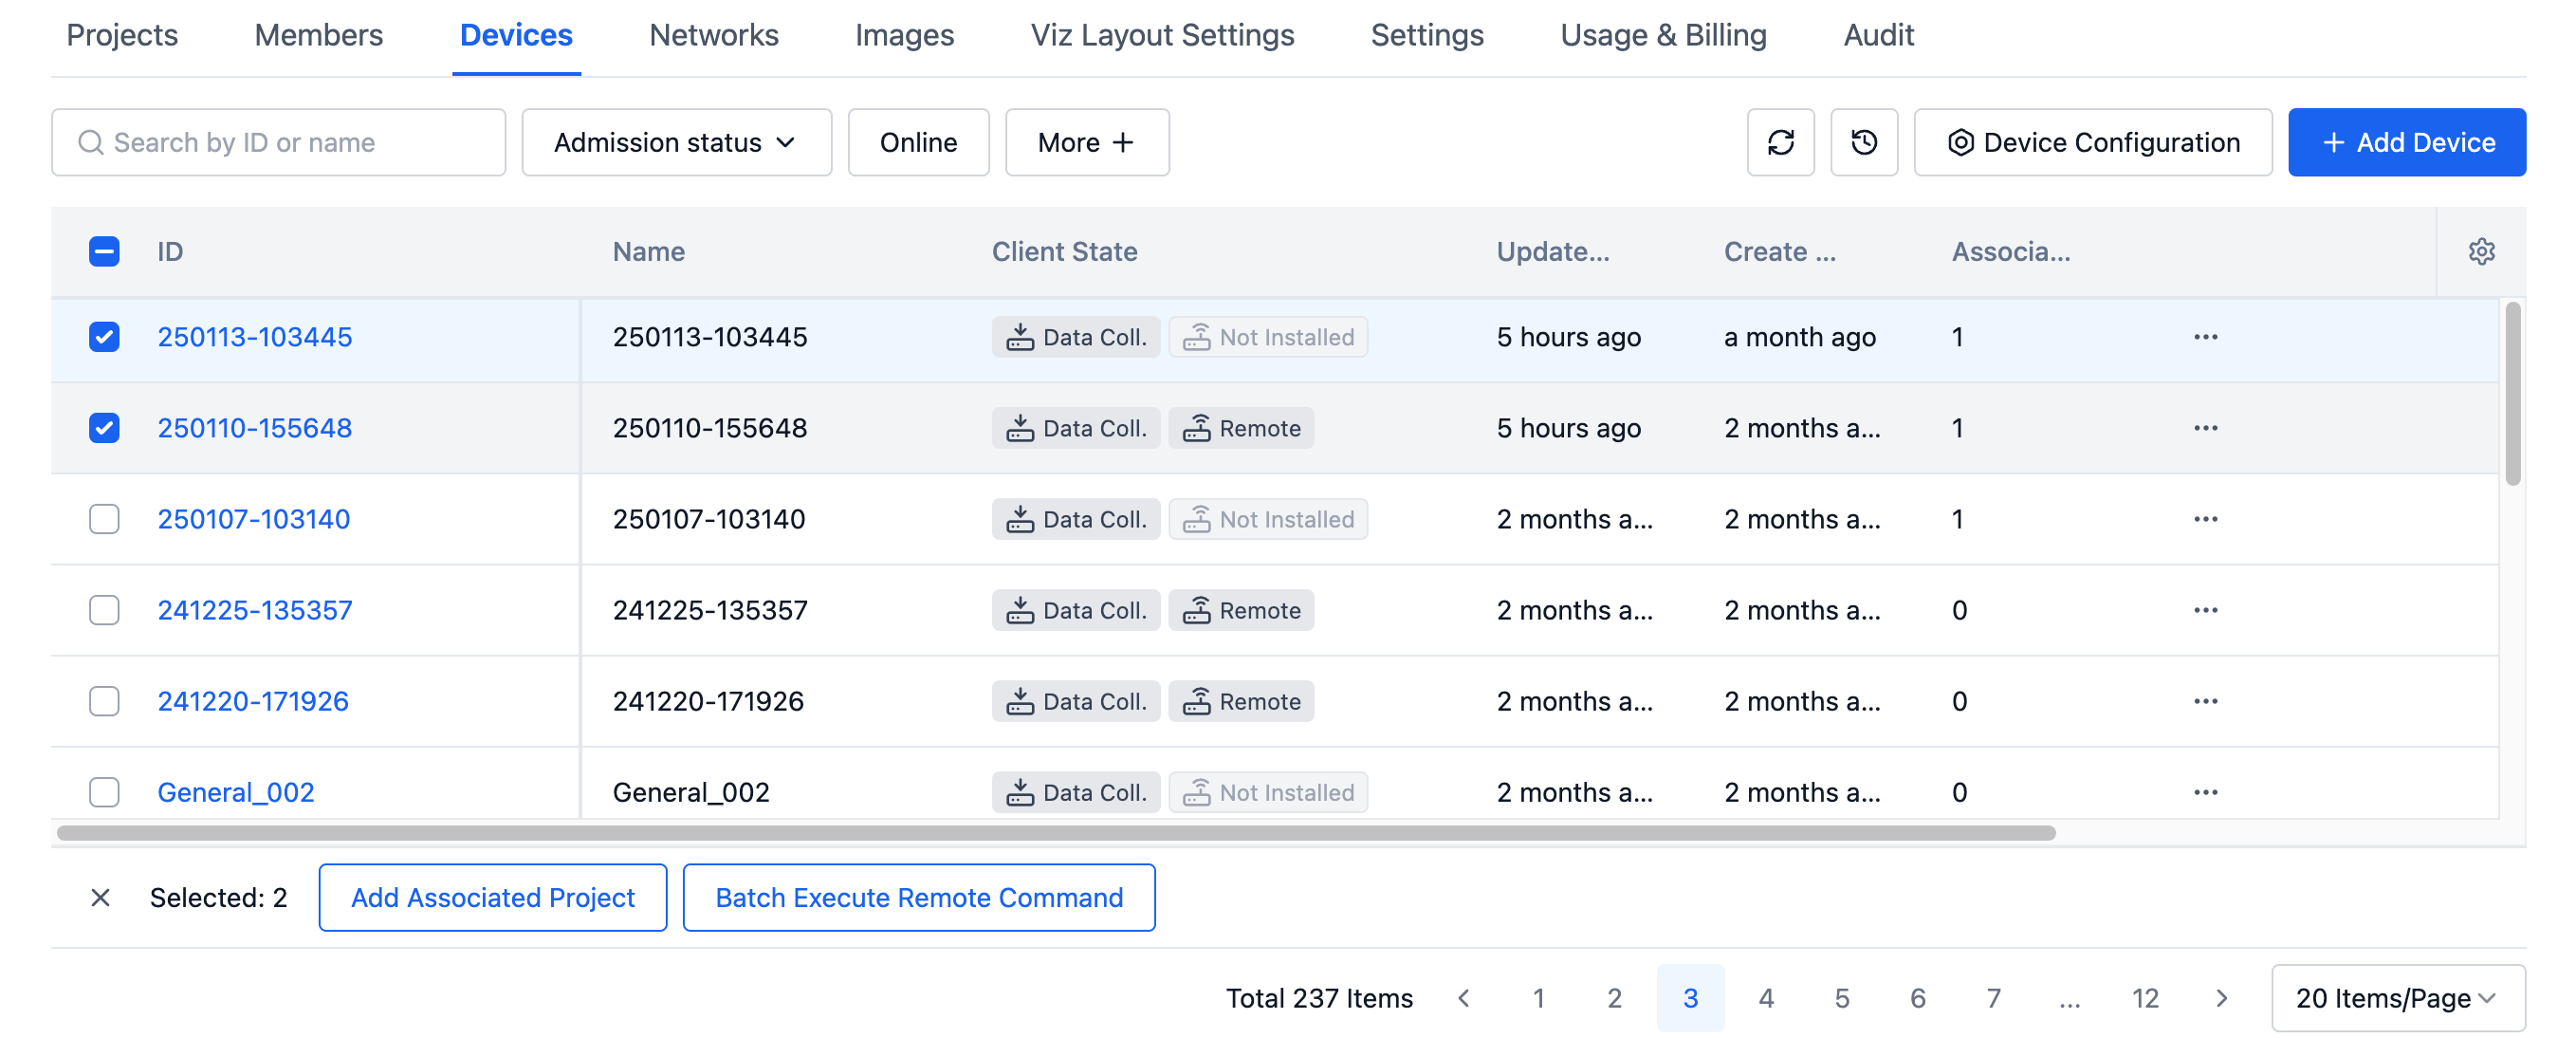 Projects Members Devices Networks Images Viz Layout Settings Settings Usage & Billing Audit
Search by ID or name Admission status Online More + Device Configuration + Add Device
ID Name Client State Update... Create ... Associa...
250113-103445 250113-103445 Data Coll. Not Installed 5 hours ago a month ago 1 ...
250110-155648 250110-155648 Data Coll. Remote 5 hours ago 2 months a... 1 ...
250107-103140 250107-103140 Data Coll. Not Installed 2 months a... 2 months a... 1 ...
241225-135357 241225-135357 Data Coll. Remote 2 months a... 2 months a... 0 ...
241220-171926 241220-171926 Data Coll. Remote 2 months a... 2 months a... 0 ...
General_002 General_002 Data Coll. Not Installed 2 months a... 2 months a... 0 ...
Selected: 2 Add Associated Project Batch Execute Remote Command
Total 237 Items < 1 2 3 4 5 6 7 ... 12 > 20 Items/Page